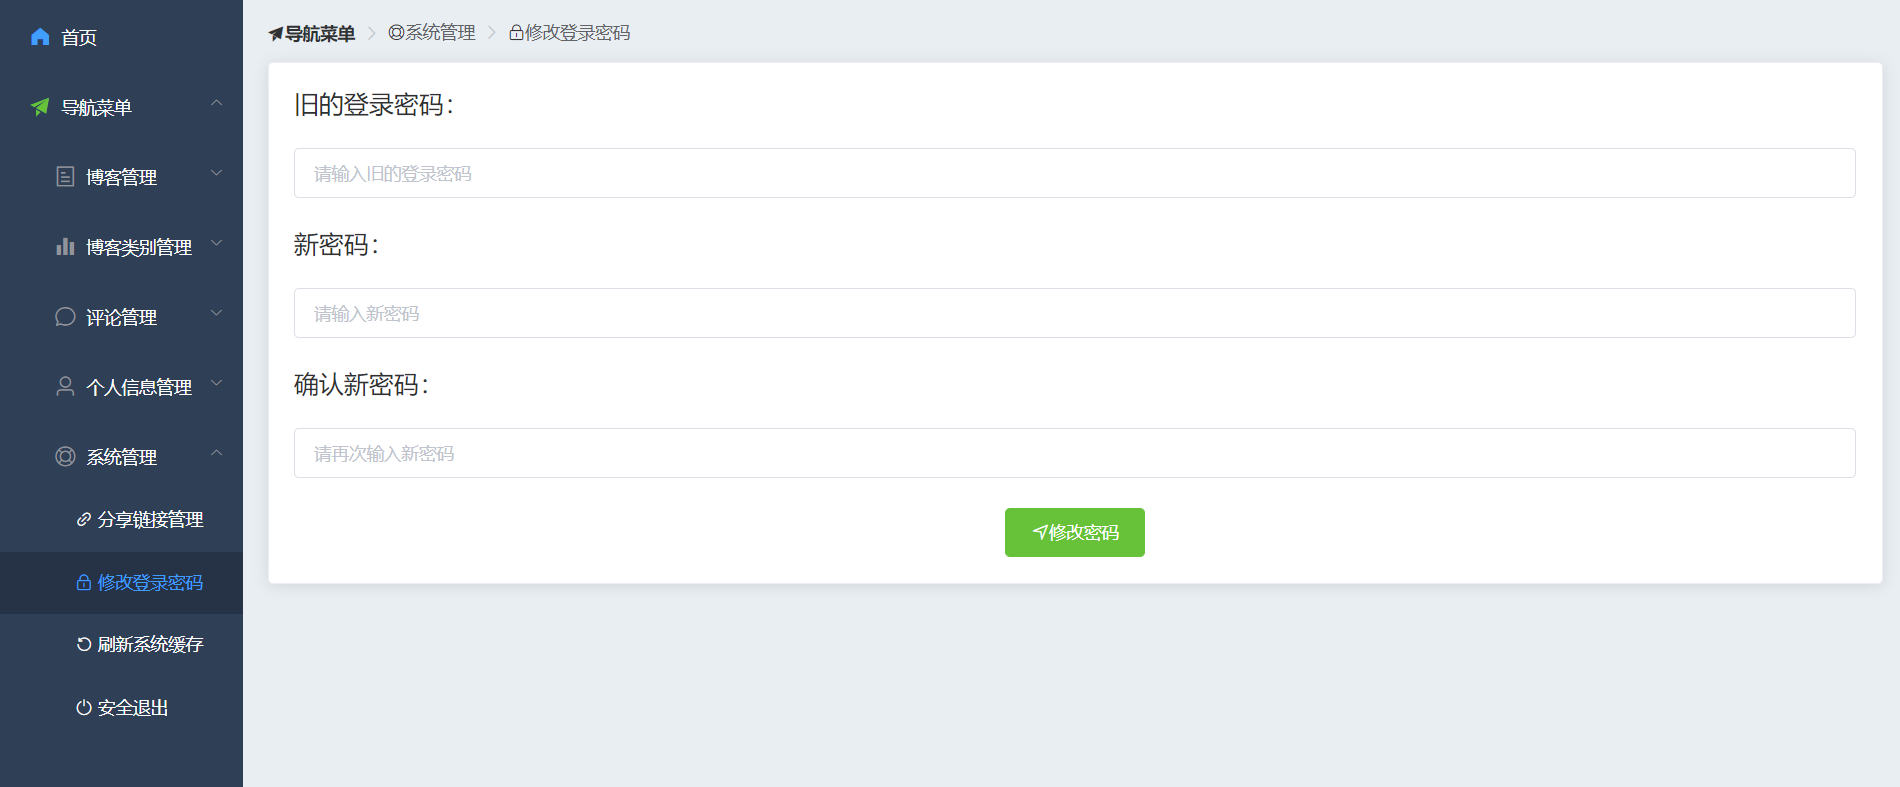 首页
导航菜单
博客管理
博客类别管理
评论管理
个人信息管理
系统管理
分享链接管理
修改登录密码
刷新系统缓存
安全退出
导航菜单 系统管理 修改登录密码
旧的登录密码：
请输入旧的登录密码
新密码：
请输入新密码
确认新密码：
请再次输入新密码
修改密码